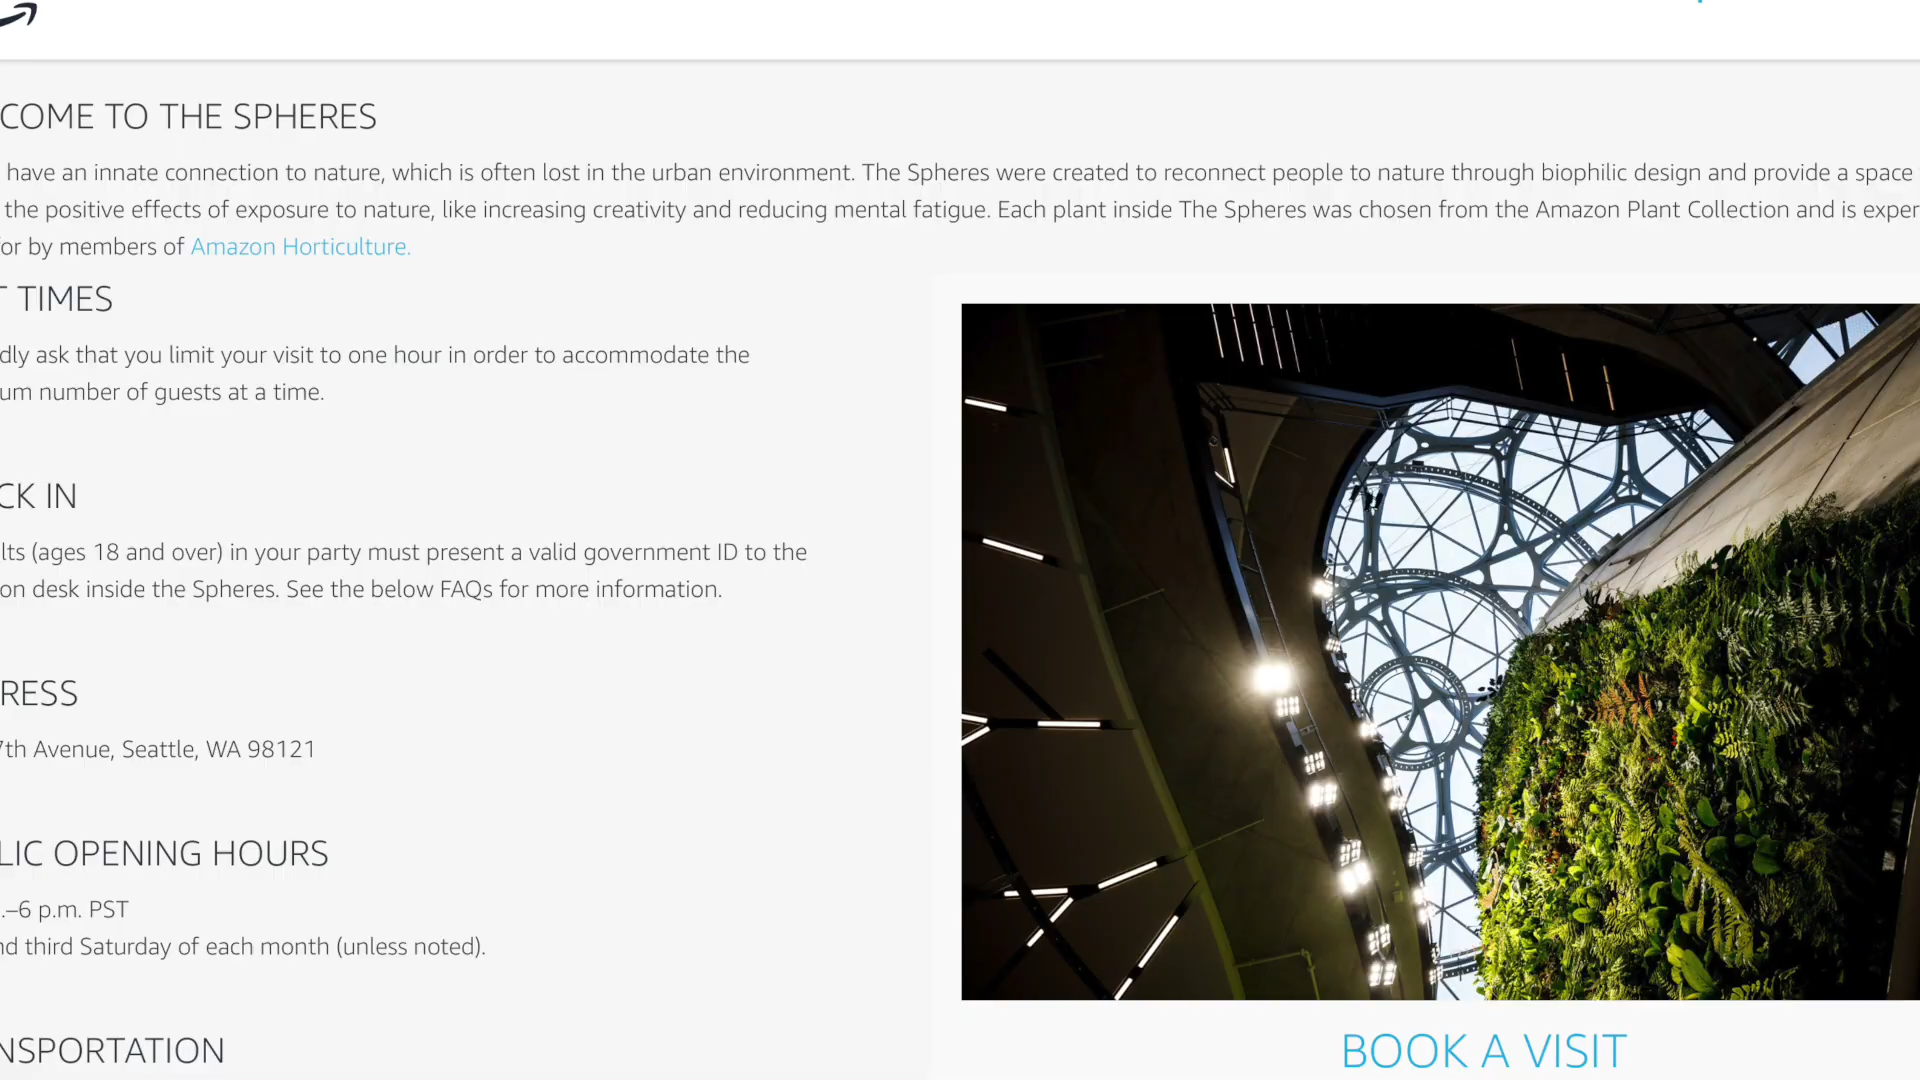 COME TO THE SPHERES
have an innate connection to nature, which is often lost in the urban environment. The Spheres were created to reconnect people to nature through biophilic design and provide a space
the positive effects of exposure to nature, like increasing creativity and reducing mental fatigue. Each plant inside The Spheres was chosen from the Amazon Plant Collection and is exper
or by members of Amazon Horticulture.
T TIMES
dly ask that you limit your visit to one hour in order to accommodate the
um number of guests at a time.
CK IN
lts (ages 18 and over) in your party must present a valid government ID to the
on desk inside the Spheres. See the below FAQs for more information.
RESS
7th Avenue, Seattle, WA 98121
LIC OPENING HOURS
.–6 p.m. PST
nd third Saturday of each month (unless noted).
NSPORTATION
BOOK A VISIT